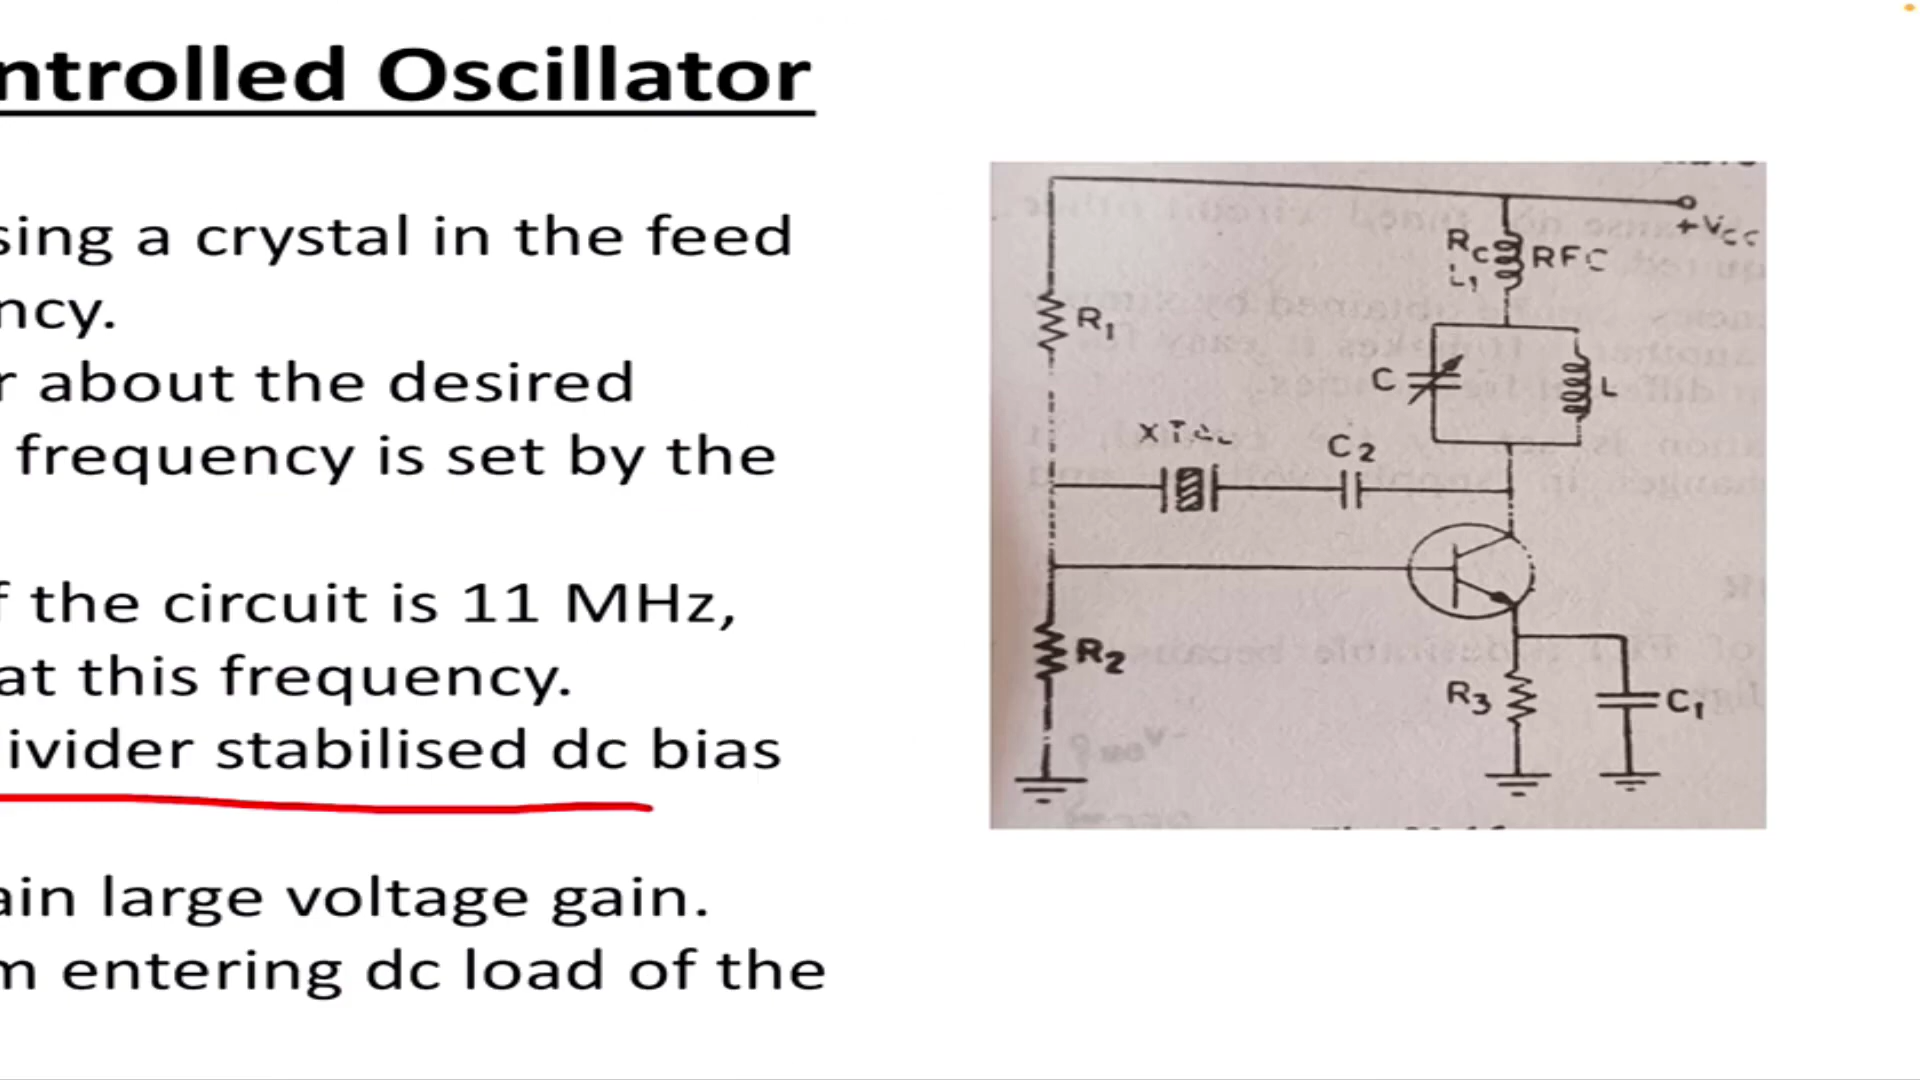 ntrolled Oscillator
sing a crystal in the feed
ncy.
r about the desired
frequency is set by the
f the circuit is 11 MHz,
at this frequency.
ivider stabilised dc bias
ain large voltage gain.
m entering dc load of the
+Vcc
Rc
RFC
L1
R1
C
L
C2
R2
R3
C1